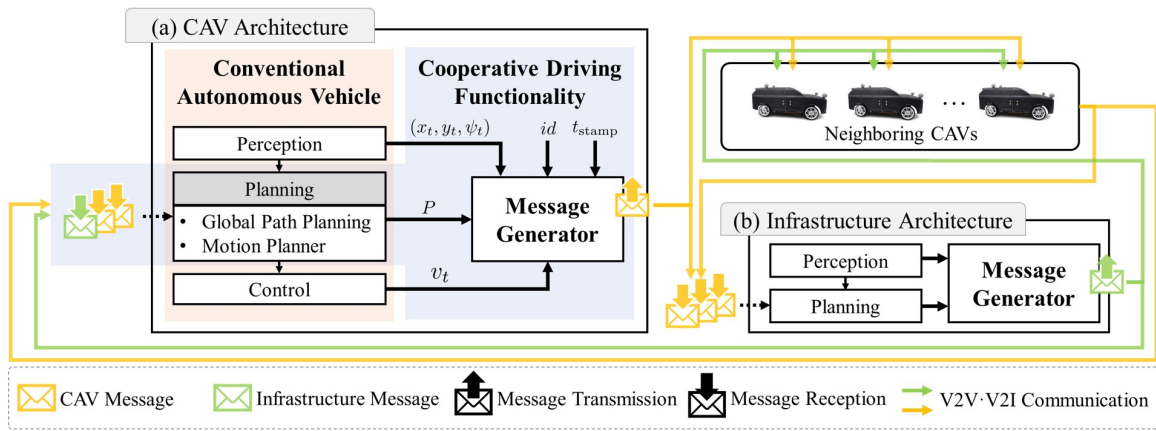 (a) CAV Architecture
Conventional
Autonomous Vehicle
Cooperative Driving
Functionality
Perception
Planning
• Global Path Planning
• Motion Planner
Control
(x_t, y_t, ψ_t)
id
t_stamp
P
v_t
Message
Generator
...
Neighboring CAVs
(b) Infrastructure Architecture
Perception
Planning
Message
Generator
CAV Message
Infrastructure Message
Message Transmission
Message Reception
V2V·V2I Communication